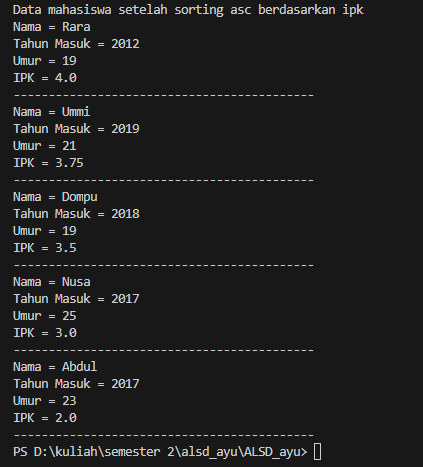 Data mahasiswa setelah sorting asc berdasarkan ipk
Nama = Rara
Tahun Masuk = 2012
Umur = 19
IPK = 4.0
-------------------------------------------
Nama = Ummi
Tahun Masuk = 2019
Umur = 21
IPK = 3.75
-------------------------------------------
Nama = Dompu
Tahun Masuk = 2018
Umur = 19
IPK = 3.5
-------------------------------------------
Nama = Nusa
Tahun Masuk = 2017
Umur = 25
IPK = 3.0
-------------------------------------------
Nama = Abdul
Tahun Masuk = 2017
Umur = 23
IPK = 2.0
-------------------------------------------
PS D:\kuliah\semester 2\alsd_ayu\ALSD_ayu>